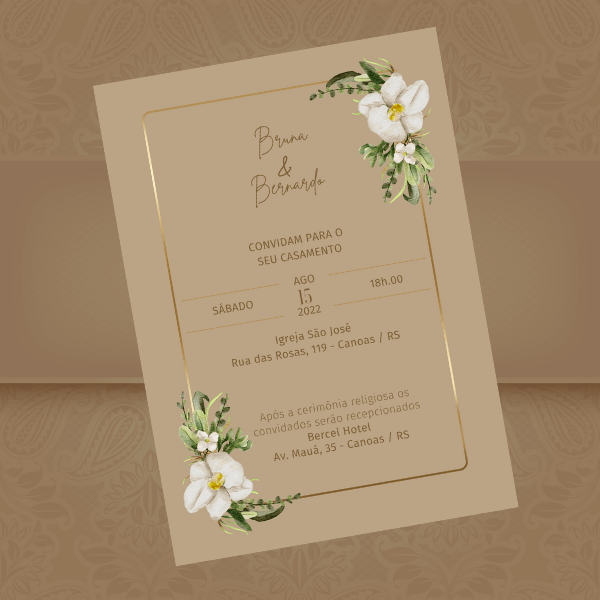 Bruna
&
Bernardo
CONVIDAM PARA O
SEU CASAMENTO
SÁBADO
AGO
15
2022
18h.00
Igreja São José
Rua das Rosas, 119 - Canoas / RS
Após a cerimônia religiosa os
convidados serão recepcionados
Bercel Hotel
Av. Mauá, 35 - Canoas / RS